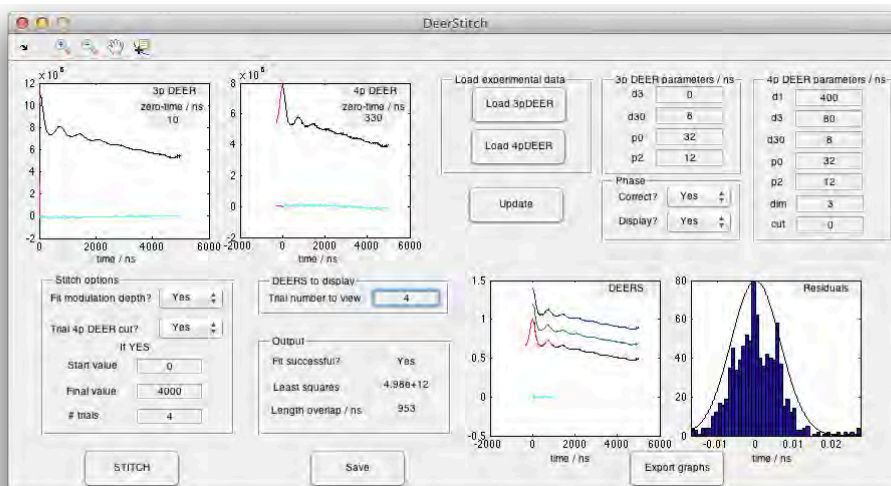 DeerStitch
3p DEER
zero-time / ns
10
× 10^5
12
10
8
6
4
2
0
-2
0
2000
4000
6000
time / ns
4p DEER
zero-time / ns
330
× 10^5
8
6
4
2
0
-2
-2000
0
2000
4000
6000
time / ns
Load experimental data
Load 3pDEER
Load 4pDEER
Update
3p DEER parameters / ns
d3 0
d30 8
p0 32
p2 12
Phase
Correct? Yes
Display? Yes
4p DEER parameters / ns
d1 400
d3 80
d30 8
p0 32
p2 12
dim 3
cut 0
Stitch options
Fit modulation depth? Yes
Trial 4p DEER cut? Yes
If YES
Start value 0
Final value 4000
# trials 4
STITCH
DEERS to display
Trial number to view 4
Output
Fit successful? Yes
Least squares 4.98e+12
Length overlap / ns 953
Save
DEERS
1.5
1
0.5
0
-0.5
-2000
0
2000
4000
6000
time / ns
Residuals
80
60
40
20
0
-0.01
0
0.01
0.02
time / ns
Export graphs